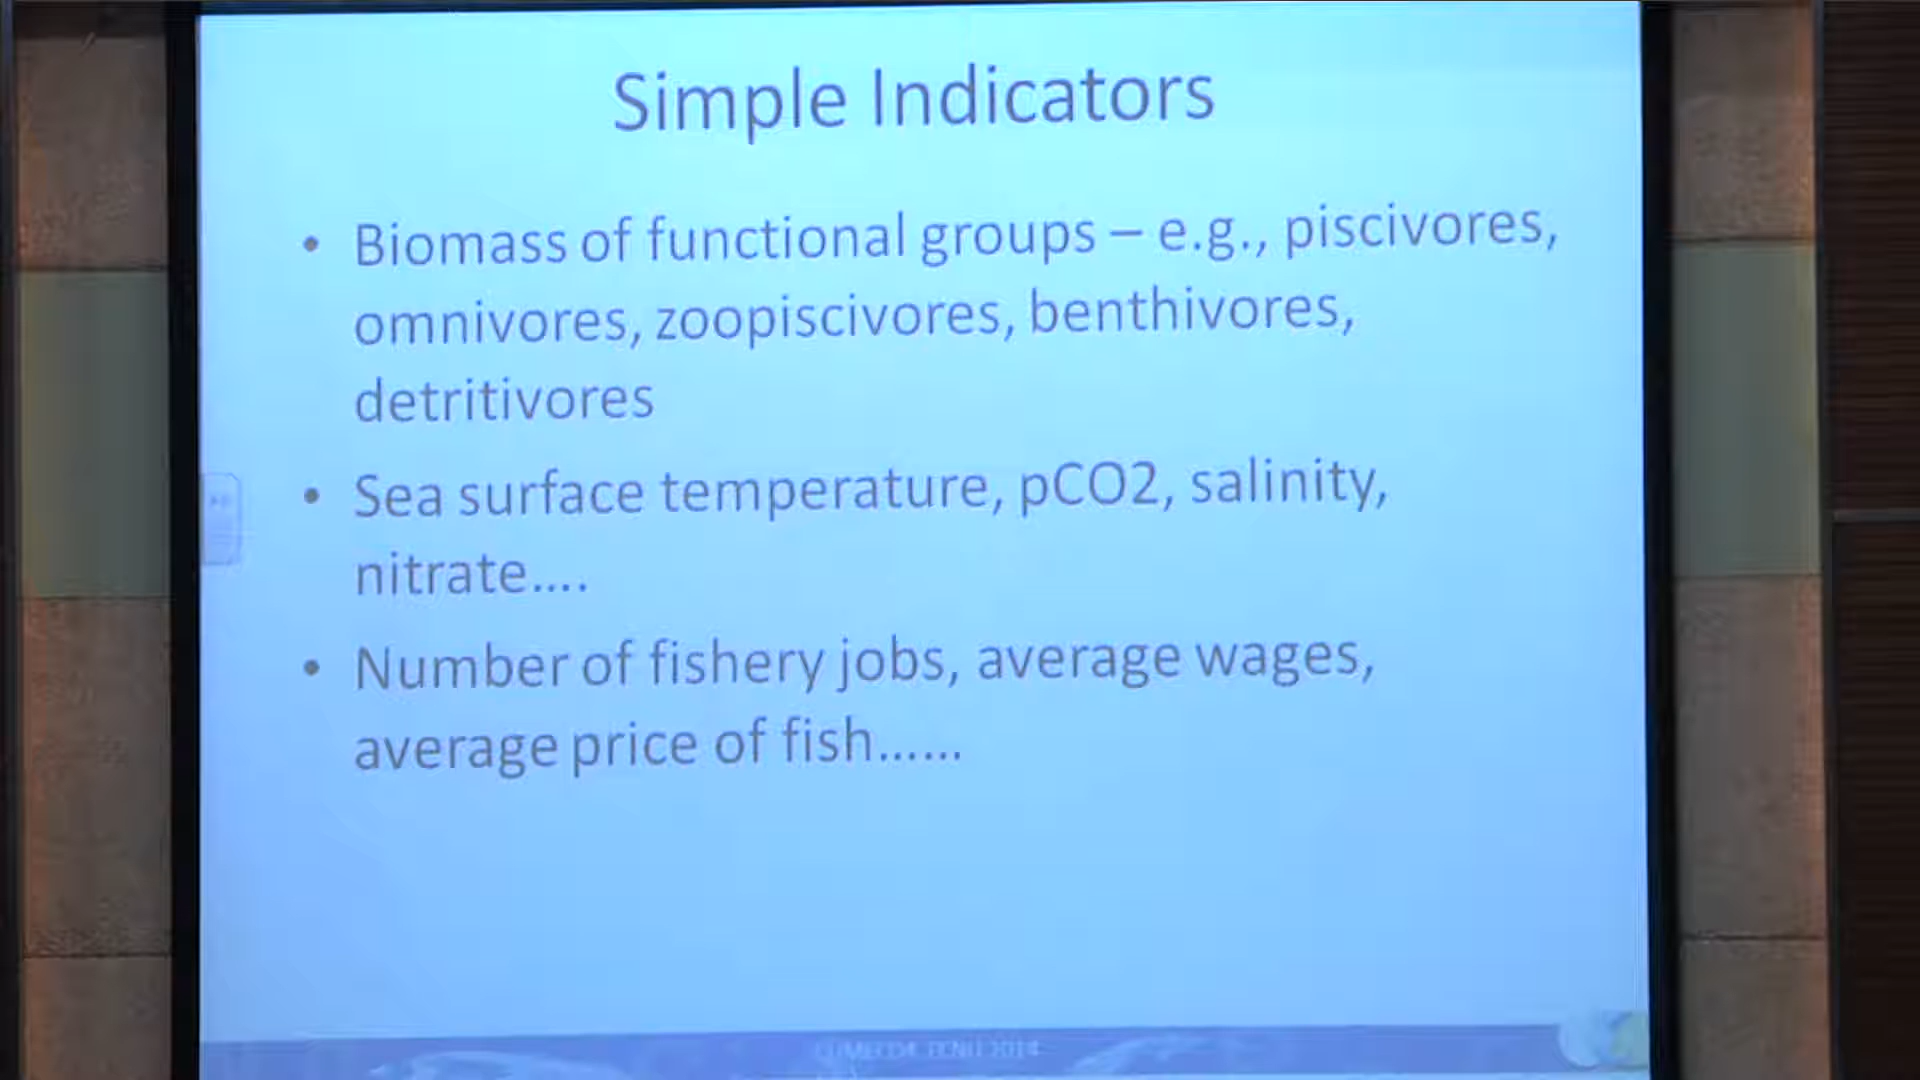 Simple Indicators
• Biomass of functional groups – e.g., piscivores,
omnivores, zoopiscivores, benthivores,
detritivores
• Sea surface temperature, pCO2, salinity,
nitrate....
• Number of fishery jobs, average wages,
average price of fish......
2014